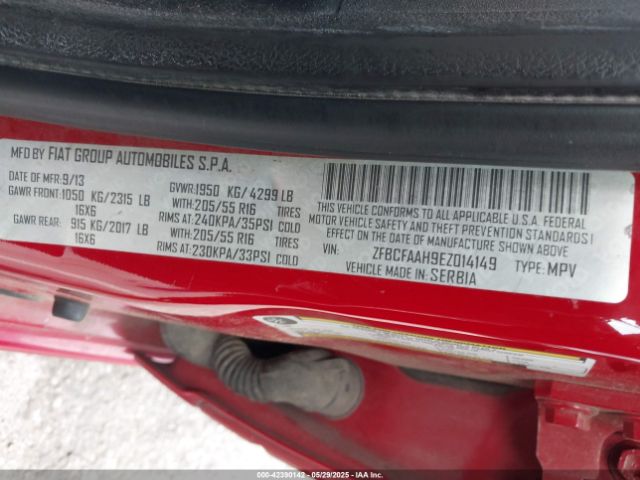 MFD BY FIAT GROUP AUTOMOBILES S.P.A.
DATE OF MFR: 9/13 GVWR: 1950 KG/ 4299 LB
GAWR FRONT: 1050 KG/ 2315 LB WITH: 205/55 R16 TIRES
16X6 RIMS AT: 240KPA/35PSI COLD
GAWR REAR: 915 KG/ 2017 LB WITH: 205/55 R16 TIRES
16X6 RIMS AT: 230KPA/33PSI COLD
THIS VEHICLE CONFORMS TO ALL APPLICABLE U.S.A. FEDERAL
MOTOR VEHICLE SAFETY AND THEFT PREVENTION STANDARDS IN
EFFECT ON THE DATE OF MANUFACTURE SHOWN ABOVE.
VIN: ZFBCFAAH9EZ014149 TYPE: MPV
VEHICLE MADE IN SERBIA
000-42390142 - 05/29/2025 - IAAI.CA